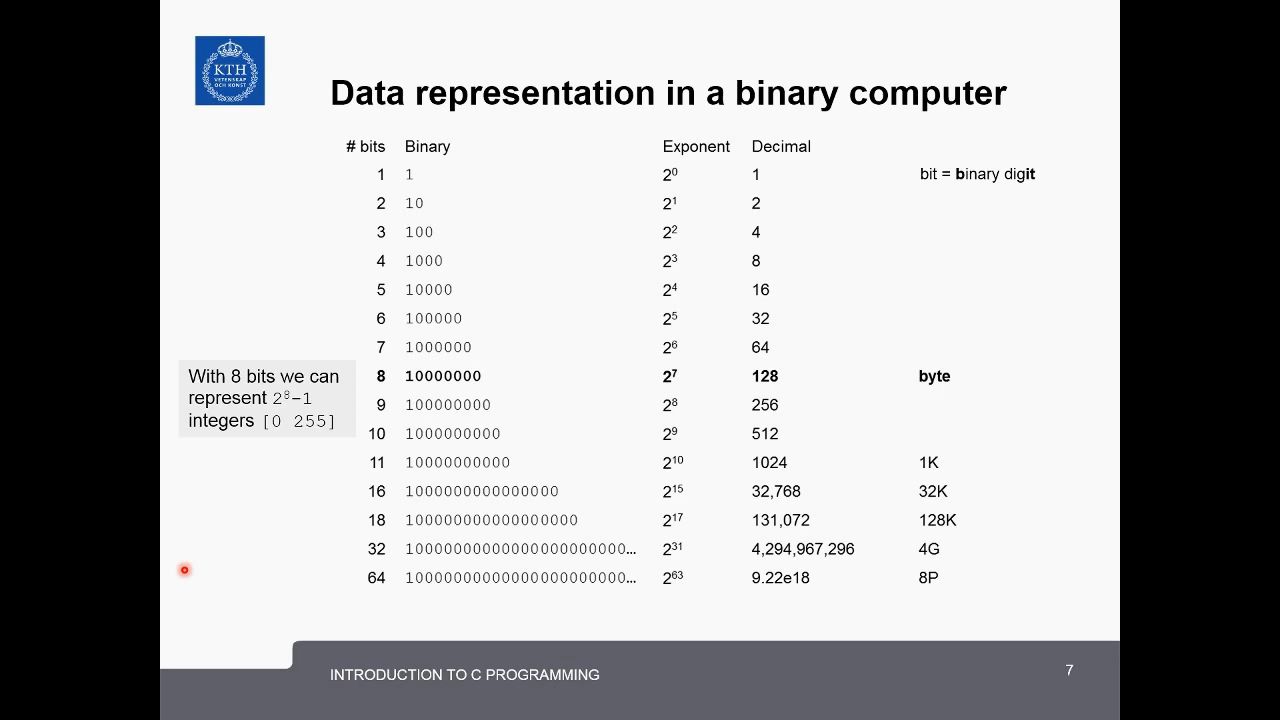 KTH
VETENSKAP
OCH KONST
Data representation in a binary computer
# bits Binary Exponent Decimal
1 1 2⁰ 1 bit = binary digit
2 10 2¹ 2
3 100 2² 4
4 1000 2³ 8
5 10000 2⁴ 16
6 100000 2⁵ 32
7 1000000 2⁶ 64
8 10000000 2⁷ 128 byte
9 100000000 2⁸ 256
10 1000000000 2⁹ 512
11 10000000000 2¹⁰ 1024 1K
16 1000000000000000 2¹⁵ 32,768 32K
18 100000000000000000 2¹⁷ 131,072 128K
32 10000000000000000000000… 2³¹ 4,294,967,296 4G
64 10000000000000000000000… 2⁶³ 9.22e18 8P
With 8 bits we can
represent 2⁸–1
integers [0 255]
INTRODUCTION TO C PROGRAMMING
7